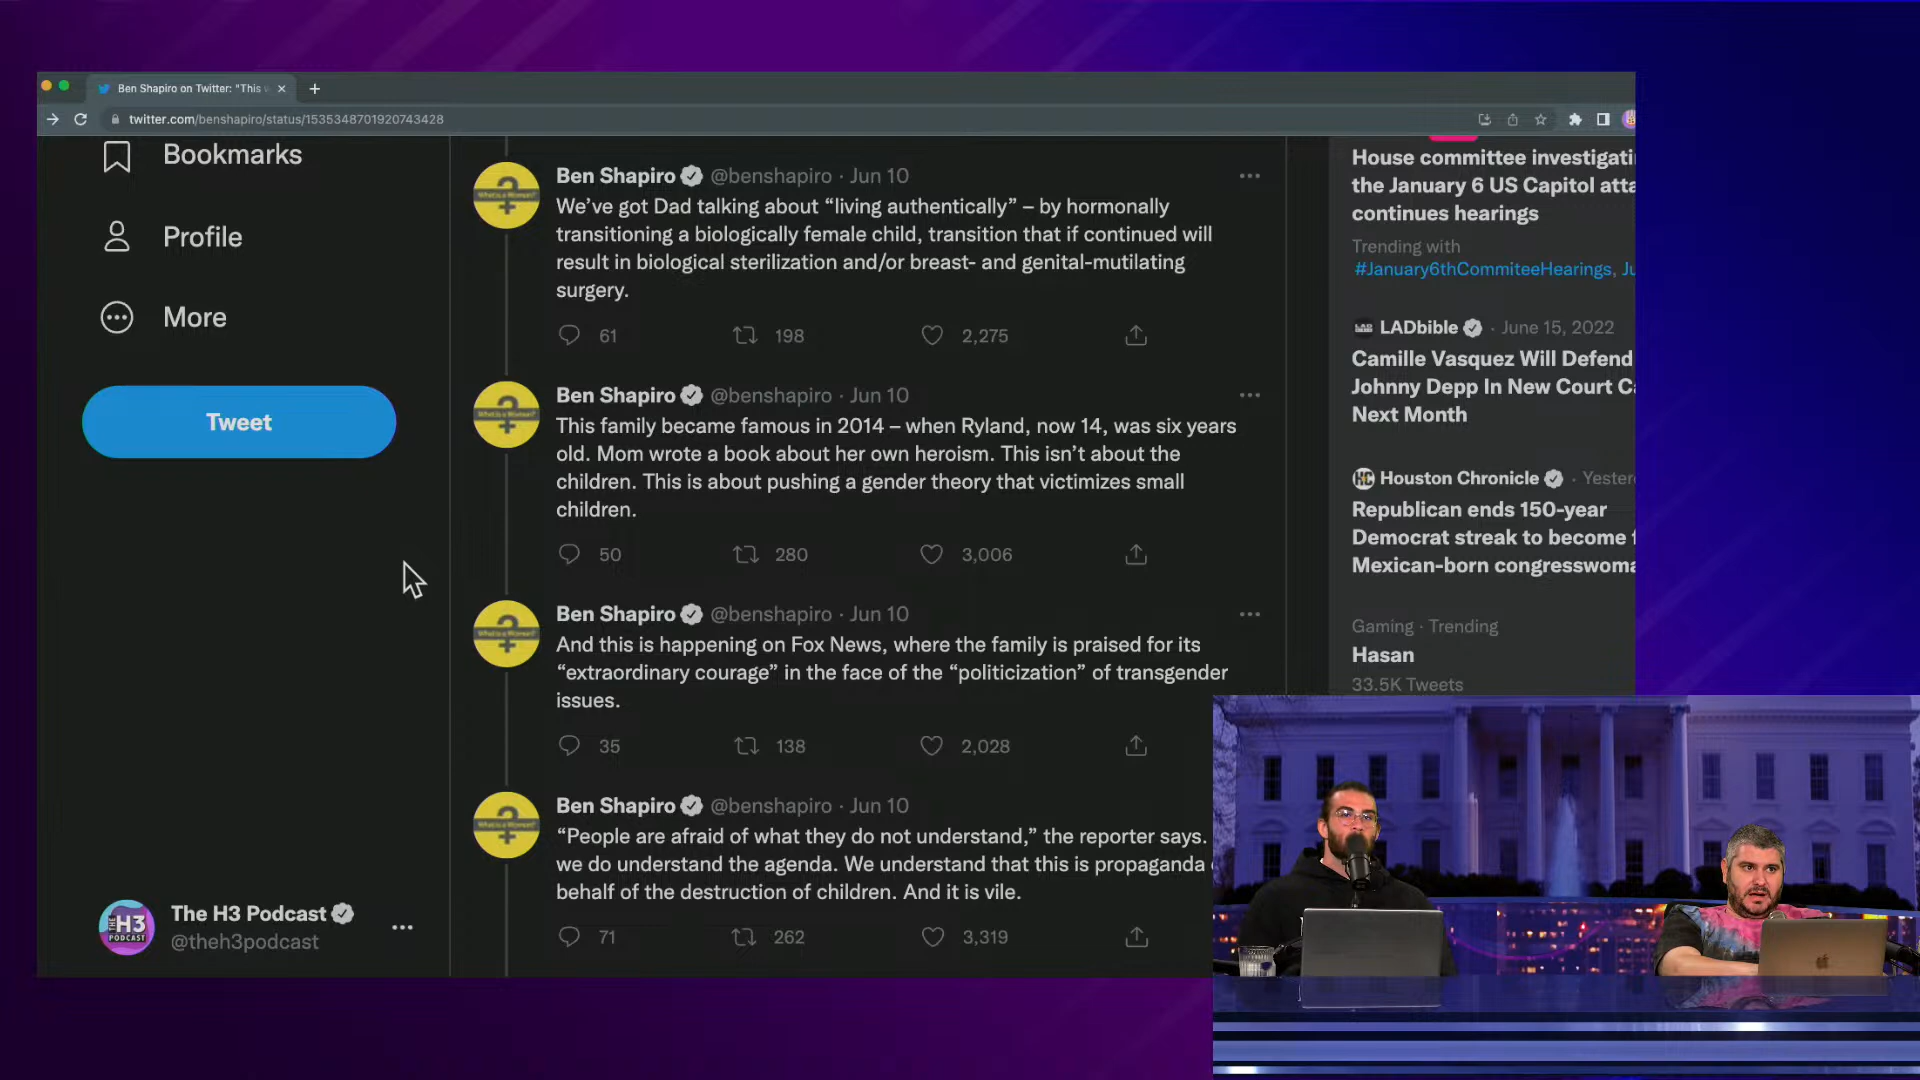 Ben Shapiro on Twitter: "This
twitter.com/benshapiro/status/1535348701920743428
Bookmarks
Profile
More
Tweet
The H3 Podcast
@theh3podcast
Ben Shapiro @benshapiro · Jun 10
We've got Dad talking about “living authentically” – by hormonally
transitioning a biologically female child, transition that if continued will
result in biological sterilization and/or breast- and genital-mutilating
surgery.
61 198 2,275
Ben Shapiro @benshapiro · Jun 10
This family became famous in 2014 – when Ryland, now 14, was six years
old. Mom wrote a book about her own heroism. This isn't about the
children. This is about pushing a gender theory that victimizes small
children.
50 280 3,006
Ben Shapiro @benshapiro · Jun 10
And this is happening on Fox News, where the family is praised for its
“extraordinary courage” in the face of the “politicization” of transgender
issues.
35 138 2,028
Ben Shapiro @benshapiro · Jun 10
“People are afraid of what they do not understand,” the reporter says.
we do understand the agenda. We understand that this is propaganda
behalf of the destruction of children. And it is vile.
71 262 3,319
House committee investigati
the January 6 US Capitol atta
continues hearings
Trending with
#January6thCommiteeHearings, Ju
LADbible · June 15, 2022
Camille Vasquez Will Defend
Johnny Depp In New Court C
Next Month
Houston Chronicle · Yester
Republican ends 150-year
Democrat streak to become
Mexican-born congresswoma
Gaming · Trending
Hasan
33.5K Tweets
H3
PODCAST